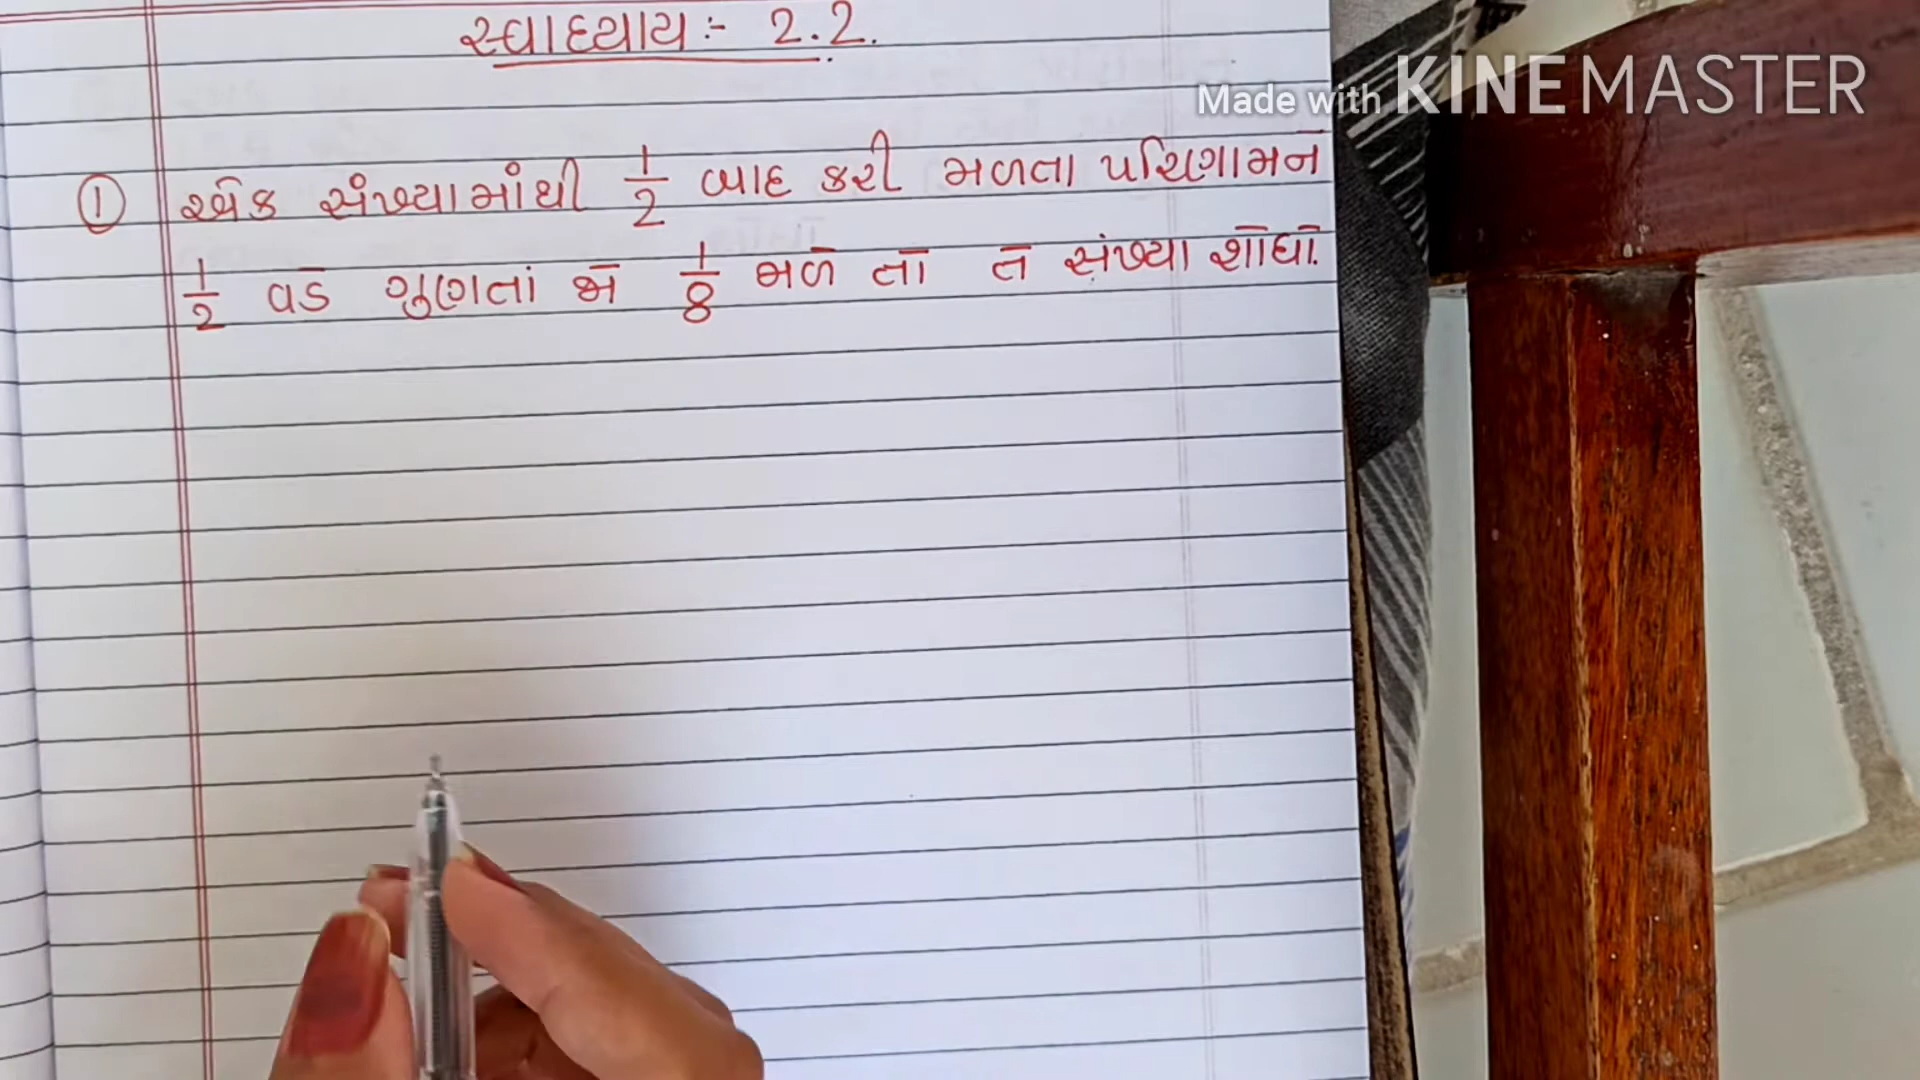 સ્વાધ્યાય :- 2.2.
Made with KINEMASTER
① એક સંખ્યામાંથી 1/2 બાદ કરી મળતા પરિણામને
1/2 વડે ગુણતાં જો 1/8 મળે તો તે સંખ્યા શોધો.